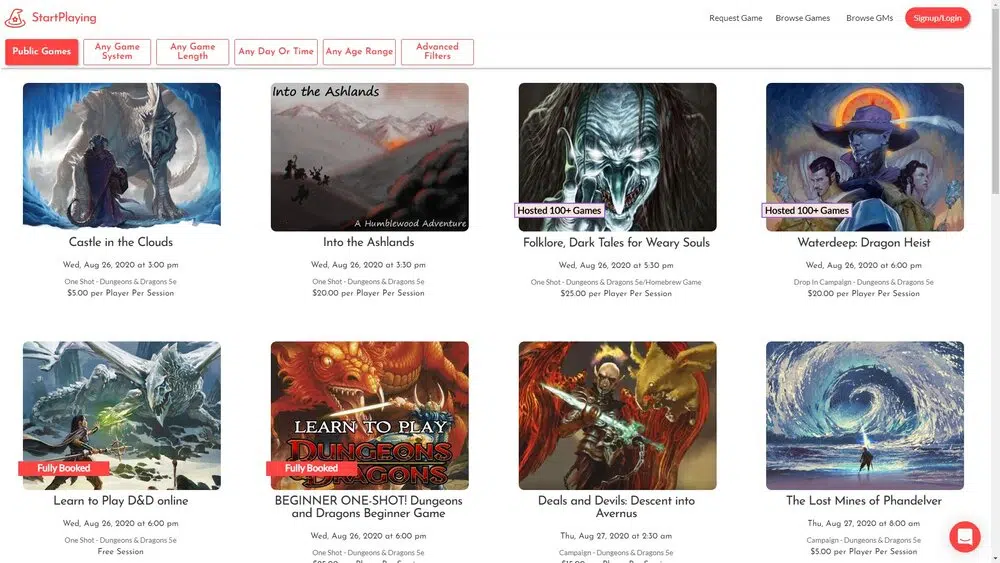 StartPlaying
Request Game
Browse Games
Browse GMs
Signup/Login
Public Games
Any Game
System
Any Game
Length
Any Day Or Time
Any Age Range
Advanced
Filters
Into the Ashlands
A Humblewood Adventure
Hosted 100+ Games
Hosted 100+ Games
Castle in the Clouds
Wed, Aug 26, 2020 at 3:00 pm
One Shot - Dungeons & Dragons 5e
$5.00 per Player Per Session
Into the Ashlands
Wed, Aug 26, 2020 at 3:30 pm
One Shot - Dungeons & Dragons 5e
$20.00 per Player Per Session
Folklore, Dark Tales for Weary Souls
Wed, Aug 26, 2020 at 5:30 pm
One Shot - Dungeons & Dragons 5e/Homebrew Game
$25.00 per Player Per Session
Waterdeep: Dragon Heist
Wed, Aug 26, 2020 at 6:00 pm
Drop In Campaign - Dungeons & Dragons 5e
$20.00 per Player Per Session
Fully Booked
LEARN TO PLAY
DUNGEONS
DRAGONS
Fully Booked
Learn to Play D&D online
Wed, Aug 26, 2020 at 6:00 pm
One Shot - Dungeons & Dragons 5e
Free Session
BEGINNER ONE-SHOT! Dungeons
and Dragons Beginner Game
Wed, Aug 26, 2020 at 6:00 pm
One Shot - Dungeons & Dragons 5e
Deals and Devils: Descent into
Avernus
Thu, Aug 27, 2020 at 2:30 am
Campaign - Dungeons & Dragons 5e
The Lost Mines of Phandelver
Thu, Aug 27, 2020 at 8:00 am
Campaign - Dungeons & Dragons 5e
$5.00 per Player Per Session